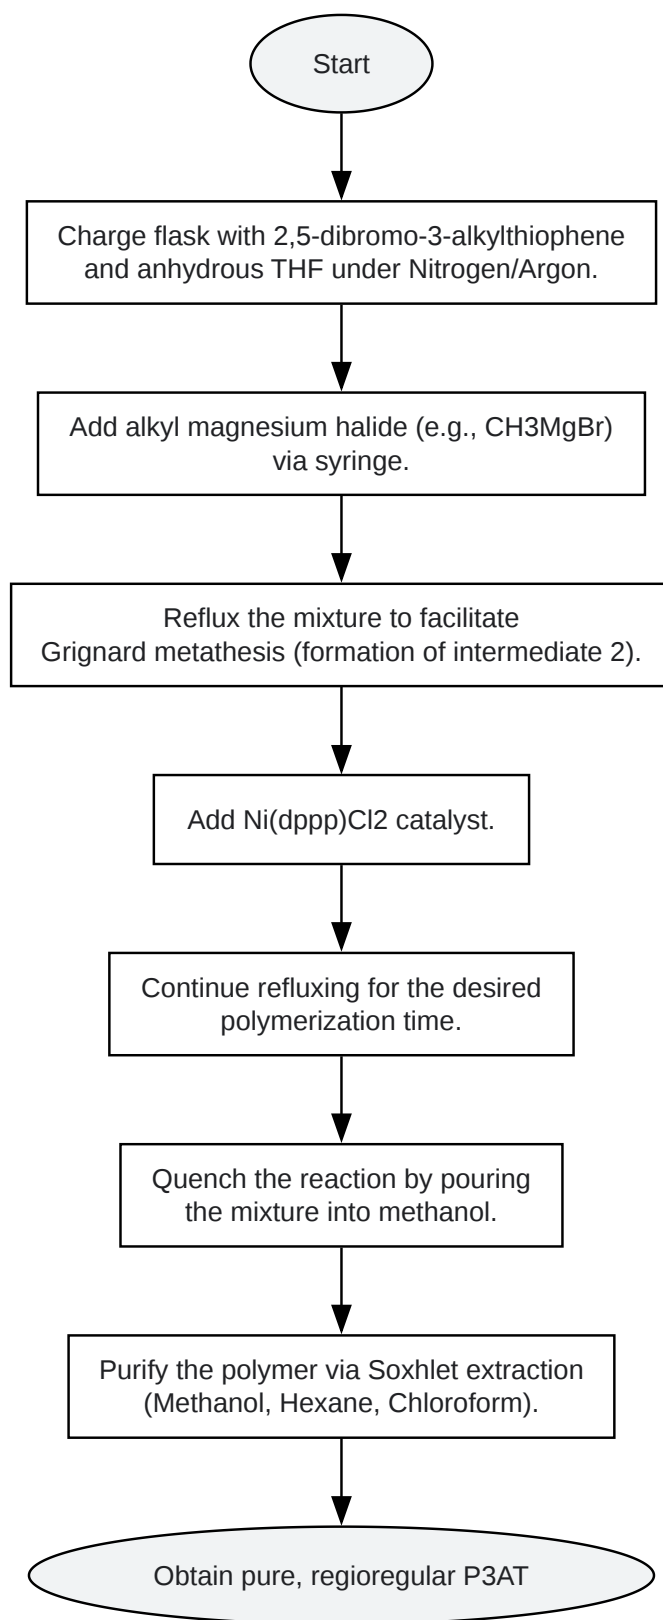 Start
Charge flask with 2,5-dibromo-3-alkylthiophene
and anhydrous THF under Nitrogen/Argon.
Add alkyl magnesium halide (e.g., CH3MgBr)
via syringe.
Reflux the mixture to facilitate
Grignard metathesis (formation of intermediate 2).
Add Ni(dppp)Cl2 catalyst.
Continue refluxing for the desired
polymerization time.
Quench the reaction by pouring
the mixture into methanol.
Purify the polymer via Soxhlet extraction
(Methanol, Hexane, Chloroform).
Obtain pure, regioregular P3AT